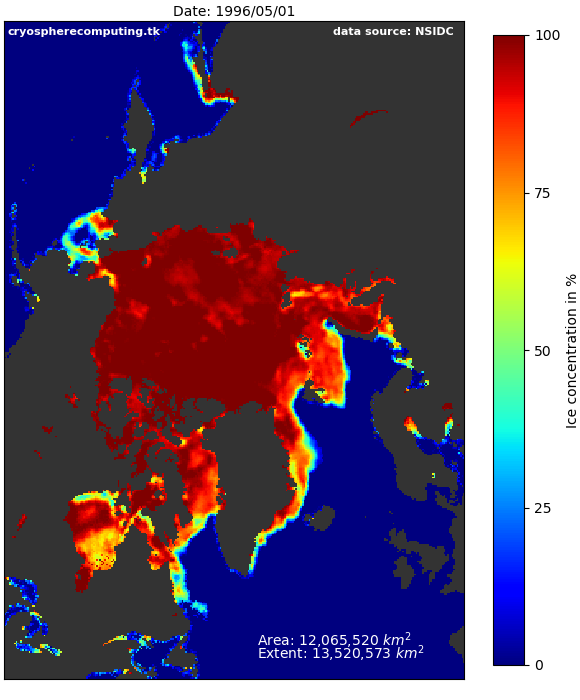 Date: 1996/05/01
cryospherecomputing.tk
data source: NSIDC
100
75
50
25
0
Ice concentration in %
Area: 12,065,520 km²
Extent: 13,520,573 km²